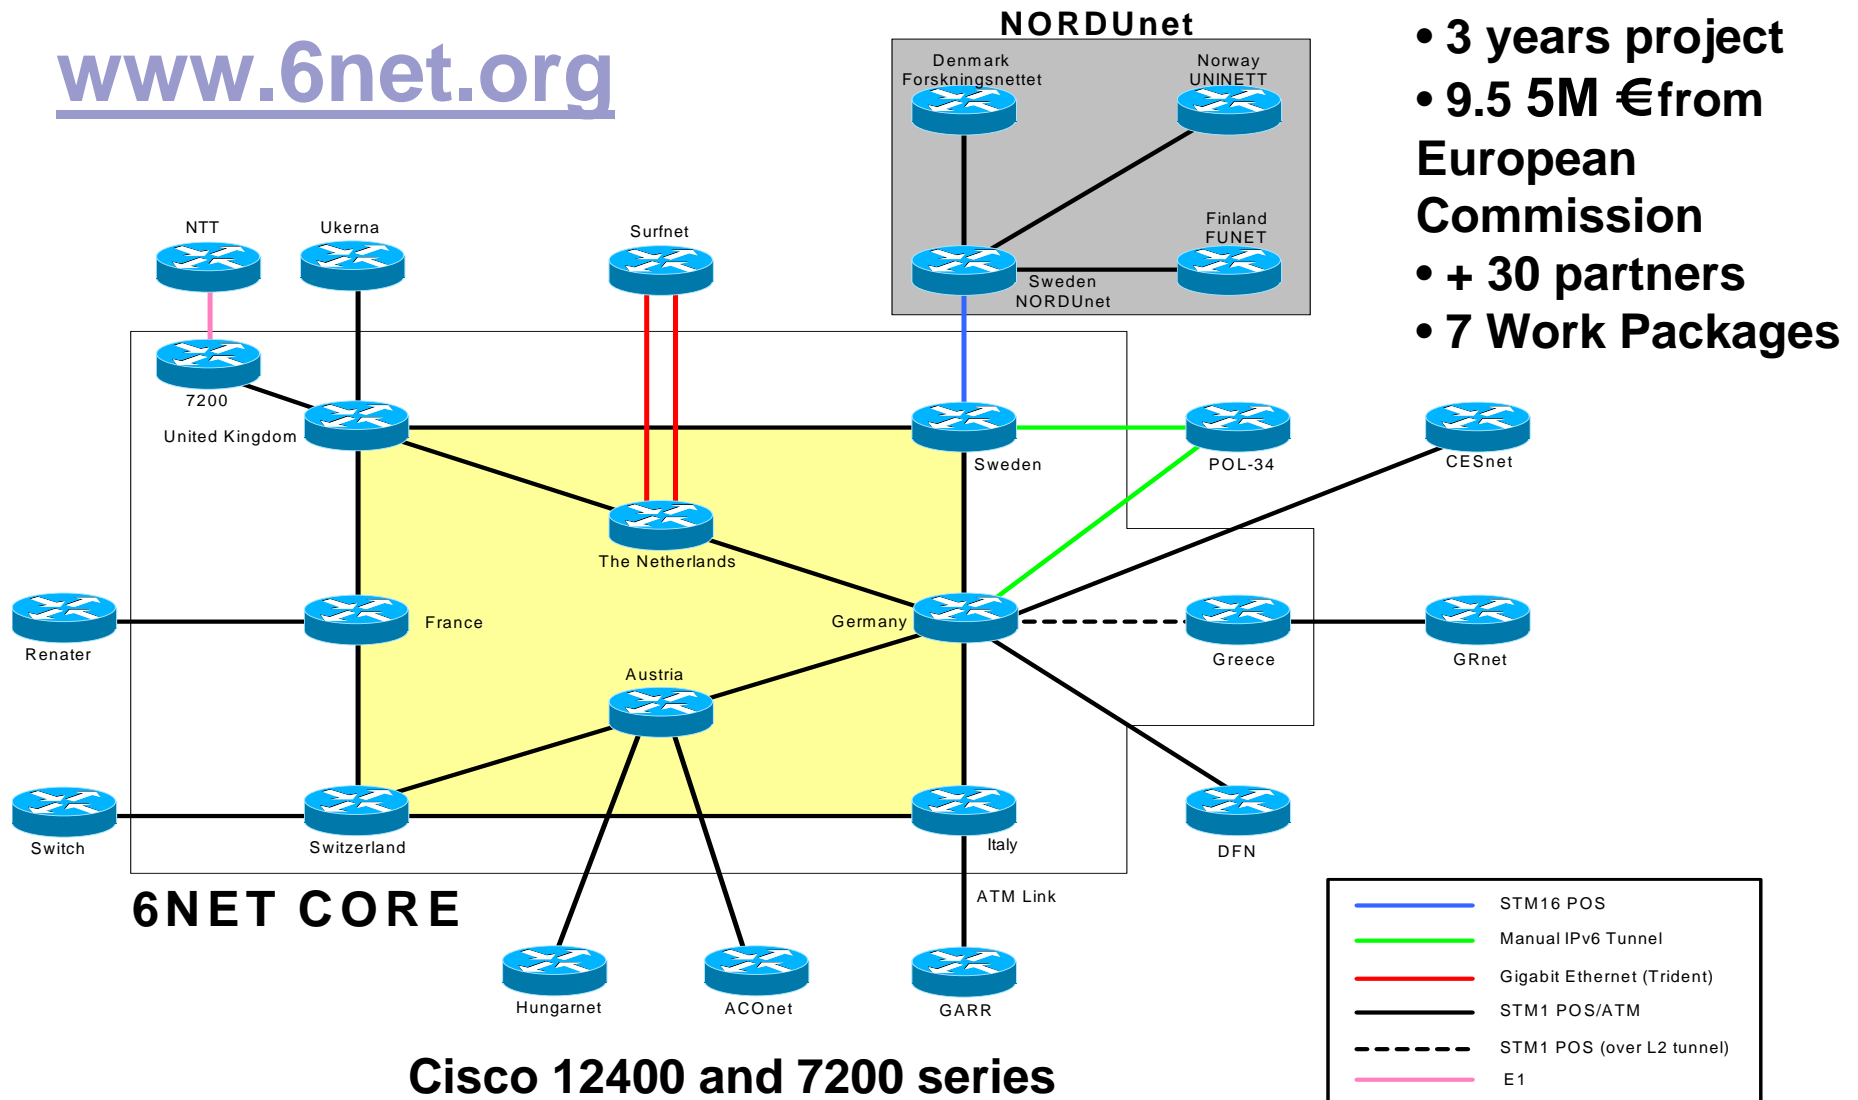 www.6net.org
NORDUnet
Denmark
Forskningsnettet
Norway
UNINETT
Finland
FUNET
Sweden
NORDUnet
• 3 years project
• 9.5 5M €from
European
Commission
• + 30 partners
• 7 Work Packages
NTT
Ukerna
Surfnet
7200
United Kingdom
Sweden
POL-34
CESnet
The Netherlands
Renater
France
Germany
Greece
GRnet
Austria
Switch
Switzerland
Italy
DFN
6NET CORE
ATM Link
Hungarnet
ACOnet
GARR
STM16 POS
Manual IPv6 Tunnel
Gigabit Ethernet (Trident)
STM1 POS/ATM
STM1 POS (over L2 tunnel)
E1
Cisco 12400 and 7200 series